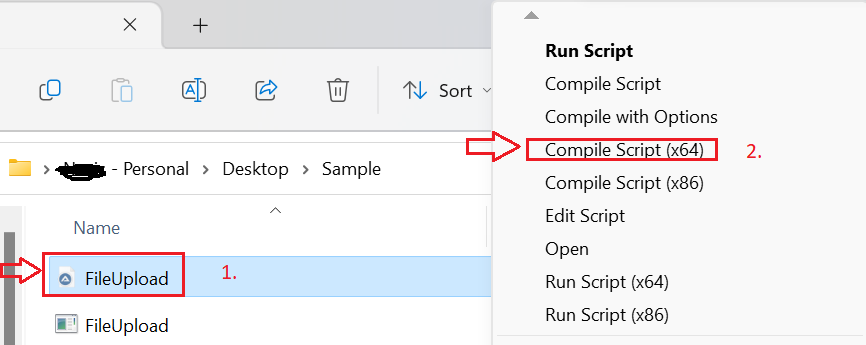 Sort
- Personal > Desktop > Sample
Name
FileUpload
1.
FileUpload
Run Script
Compile Script
Compile with Options
Compile Script (x64)
2.
Compile Script (x86)
Edit Script
Open
Run Script (x64)
Run Script (x86)